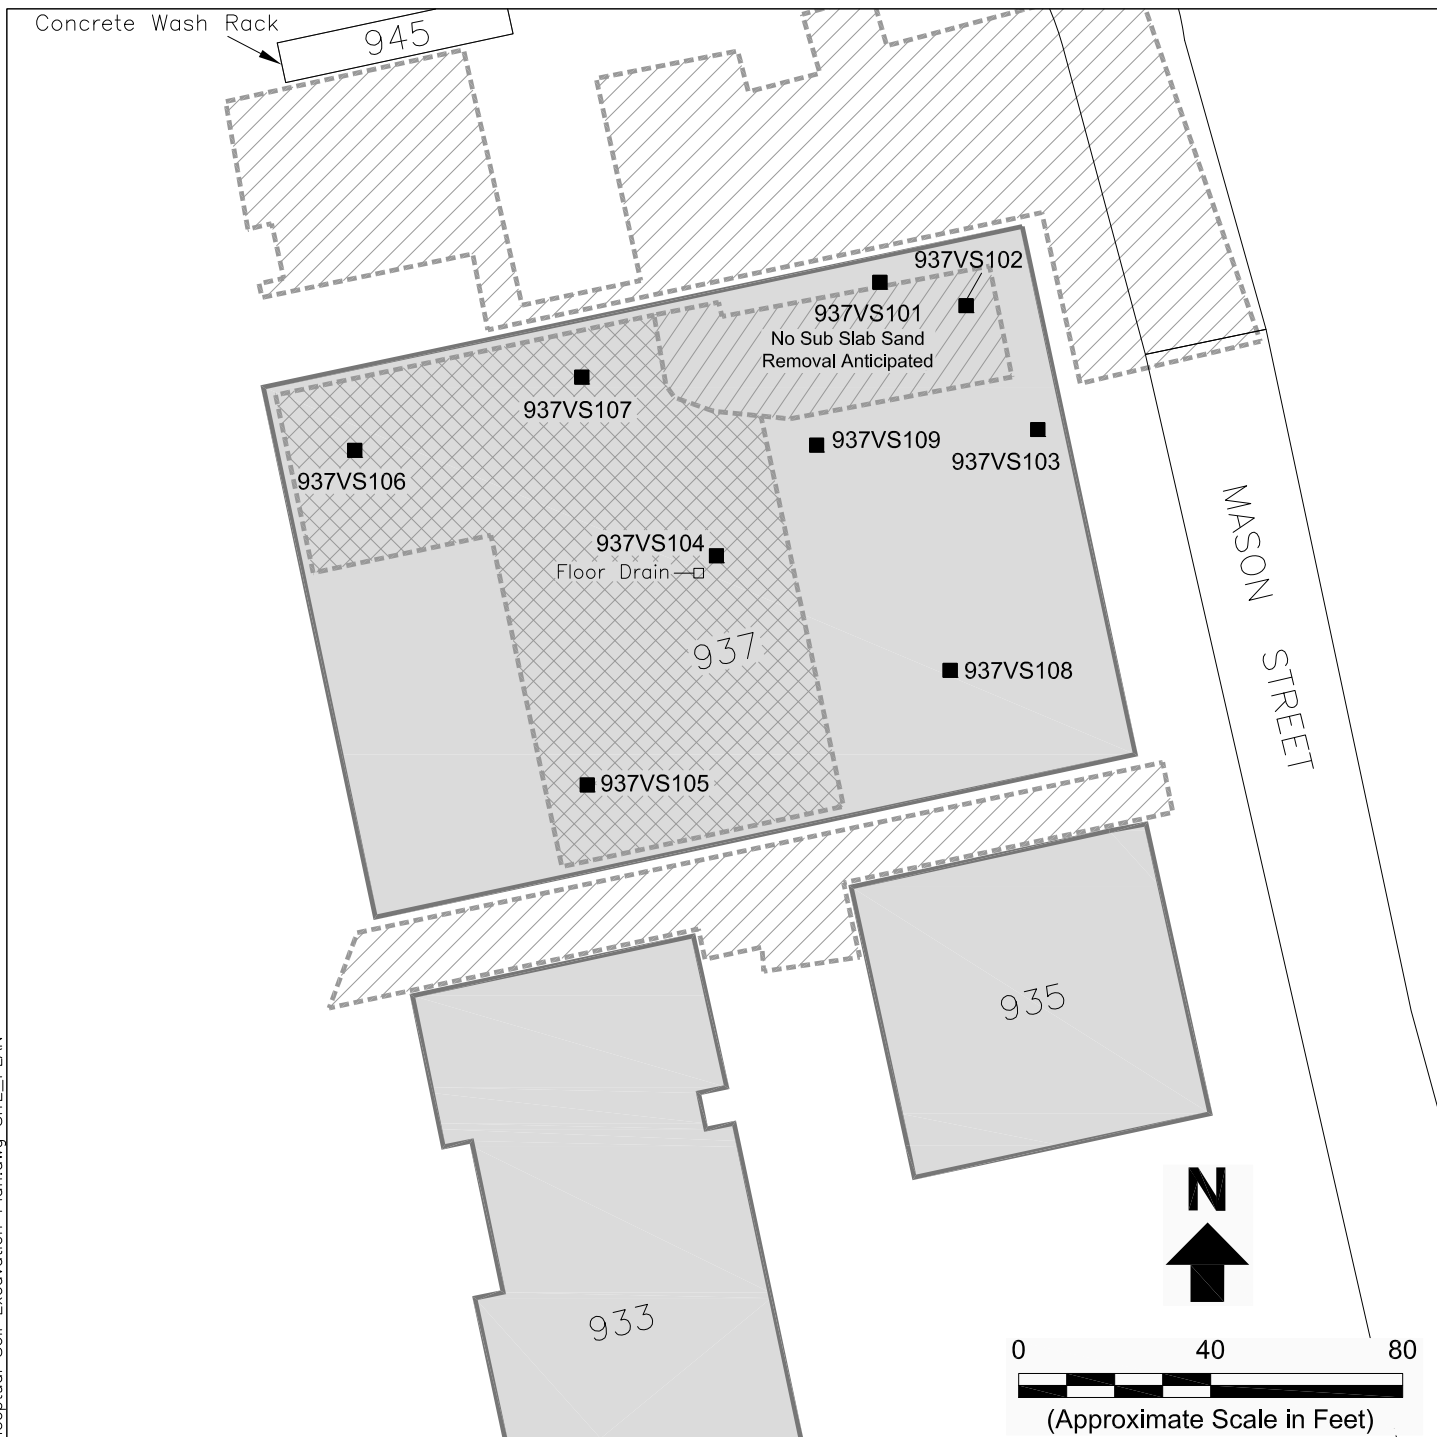 Concrete Wash Rack
945
937VS102
937VS101
No Sub Slab Sand
Removal Anticipated
937VS107
937VS109
937VS103
937VS106
937VS104
Floor Drain
MASON STREET
937
937VS108
937VS105
935
N
933
0 40 80
(Approximate Scale in Feet)